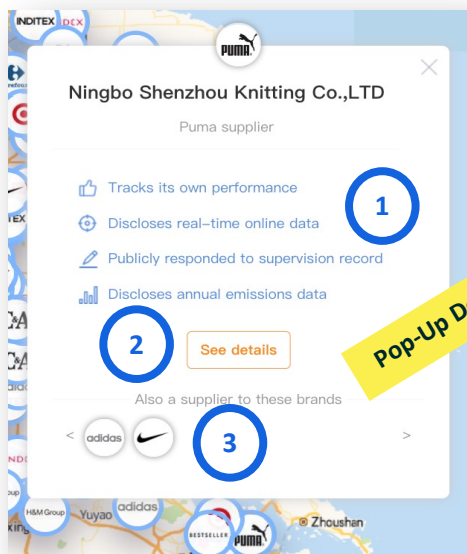 INDITEX
PUMA
Ningbo Shenzhou Knitting Co.,LTD
Puma supplier
Tracks its own performance
1
Discloses real-time online data
Publicly responded to supervision record
Discloses annual emissions data
2
See details
Pop-Up D
Also a supplier to these brands
<
adidas
3
>
H&M Group
Yuyao
adidas
BESTSELLER
PUMA
Zhoushan